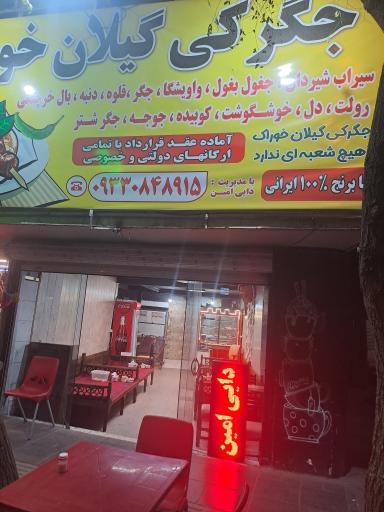 جگرکی گیلان خو
سیراب شیردان، جغول بغول، واویشگا، جگر، قلوه، دنبه، بال خروسی
رولت، دل، خوشگوشت، کوبیده، جوجه، جگر شتر
آماده عقد قرارداد با تمامی
ارگانهای دولتی و خصوصی
جگرکی گیلان خوراک
هیچ شعبه ای ندارد
با مدیریت :
دایی امین
۰۹۳۳۰۸۴۸۹۱۵
با برنج ۱۰۰٪ ایرانی
دایی امین